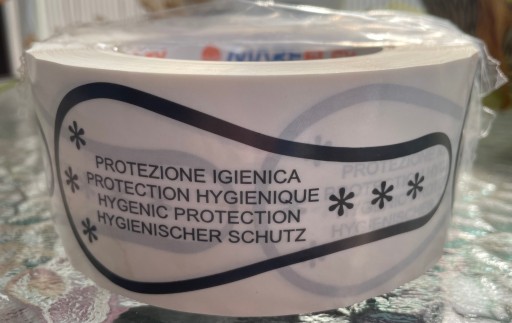 PROTEZIONE IGIENICA
PROTECTION HYGIENIQUE
HYGENIC PROTECTION
HYGIENISCHER SCHUTZ